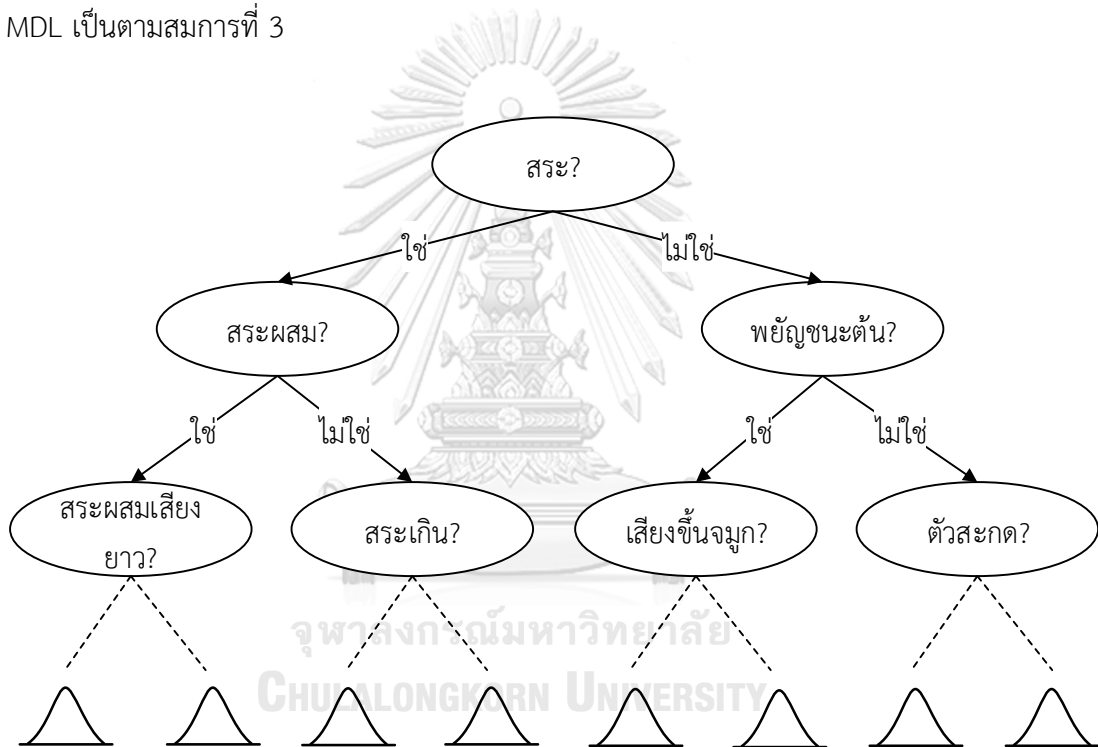 MDL เป็นตามสมการที่ 3
สระ?
ใช่
ไม่ใช่
สระผสม?
พยัญชนะต้น?
ใช่
ไม่ใช่
ใช่
ไม่ใช่
สระผสมเสียง
ยาว?
สระเกิน?
เสียงขึ้นจมูก?
ตัวสะกด?
จุฬาลงกรณ์มหาวิทยาลัย
CHULALONGKORN UNIVERSITY